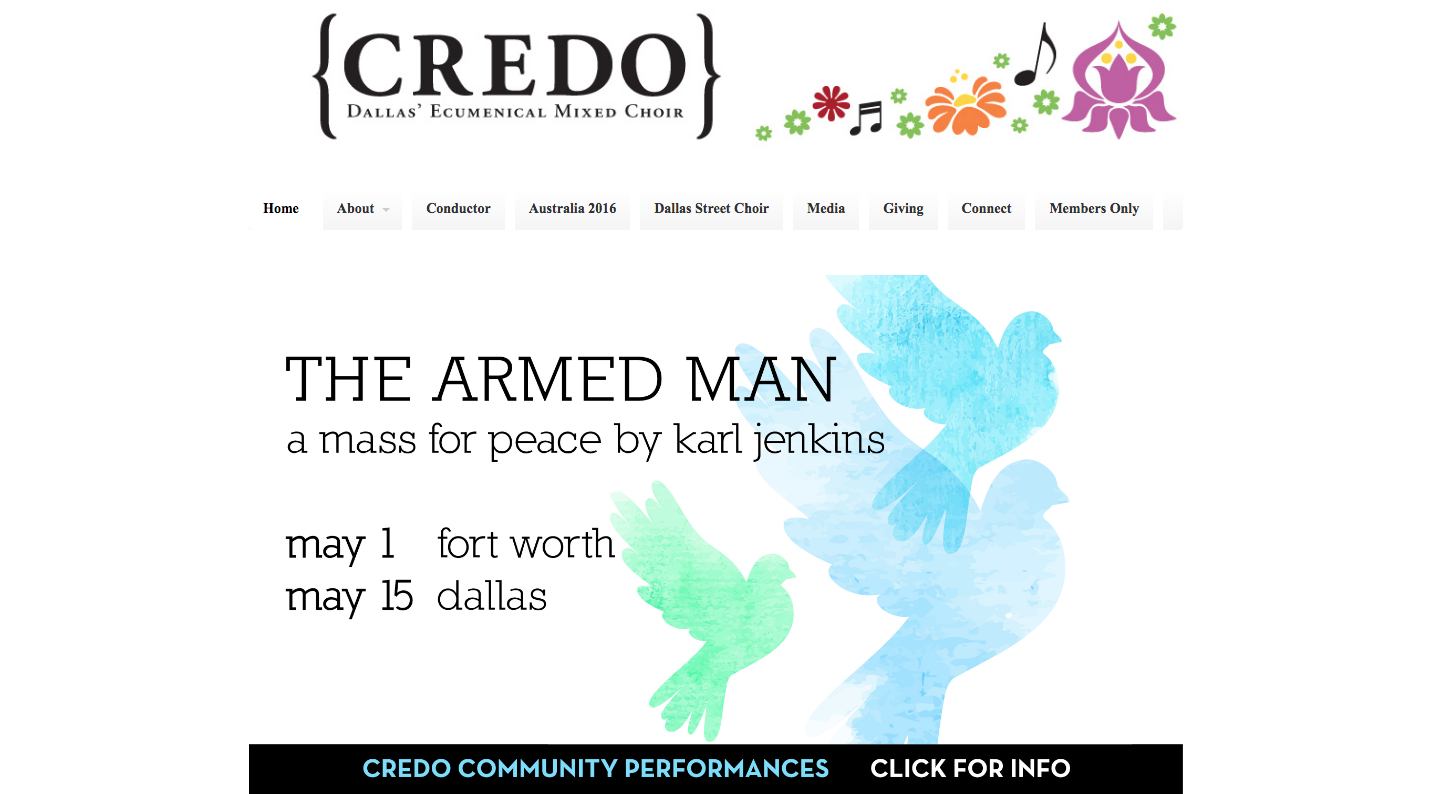 {CREDO}
DALLAS' ECUMENICAL MIXED CHOIR
Home About Conductor Australia 2016 Dallas Street Choir Media Giving Connect Members Only
THE ARMED MAN
a mass for peace by karl jenkins
may 1 fort worth
may 15 dallas
CREDO COMMUNITY PERFORMANCES CLICK FOR INFO